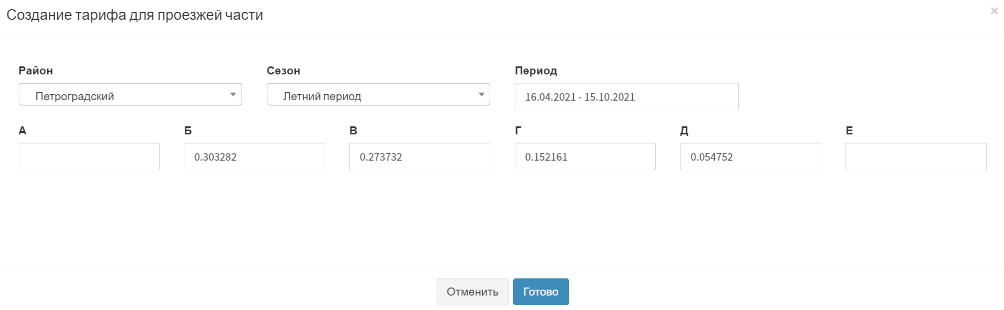 Создание тарифа для проезжей части ×
Район Сезон Период
Петроградский Летний период 16.04.2021 - 15.10.2021
А Б В Г Д Е
0.303282 0.273732 0.152161 0.054752
Отменить Готово